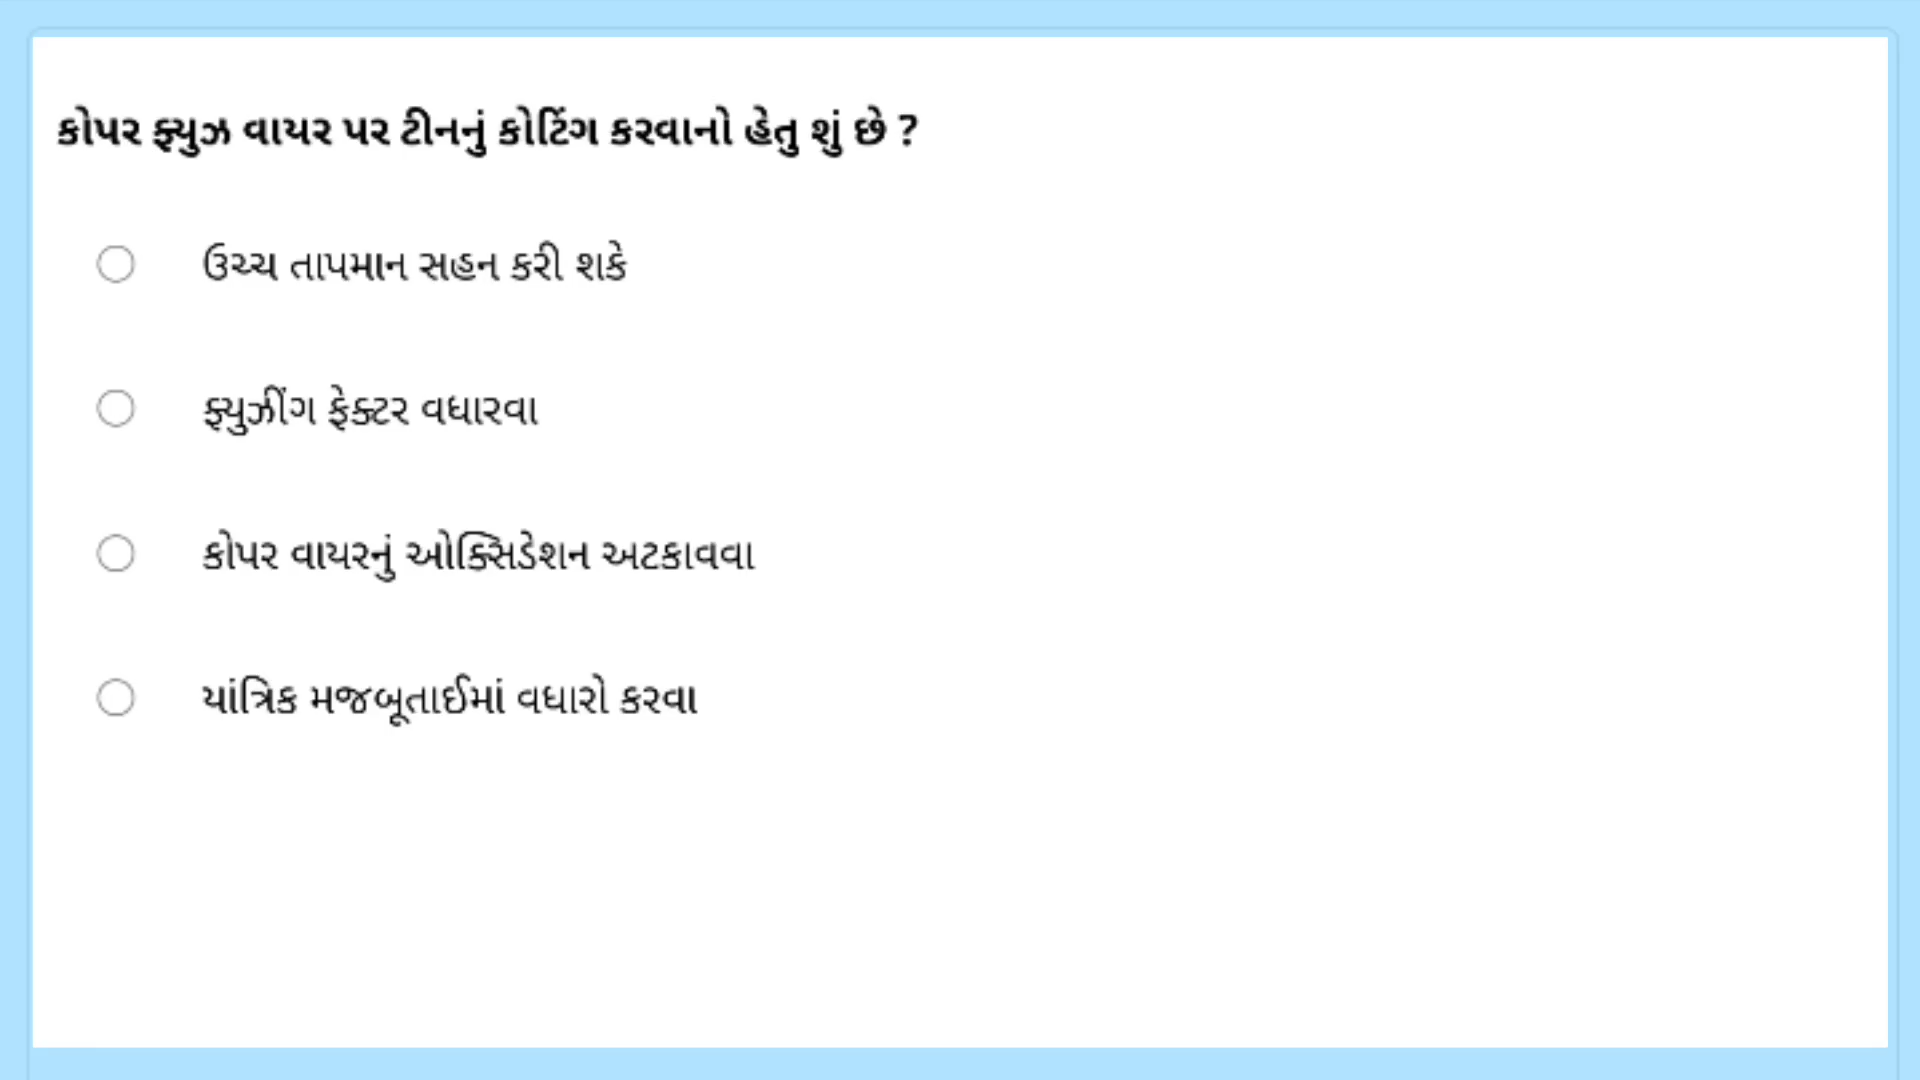 કોપર ફ્યુઝ વાયર પર ટીનનું કોટિંગ કરવાનો હેતુ શું છે ?
ઉચ્ચ તાપમાન સહન કરી શકે
ફ્યુઝીંગ ફેક્ટર વધારવા
કોપર વાયરનું ઓક્સિડેશન અટકાવવા
યાંત્રિક મજબૂતાઈમાં વધારો કરવા